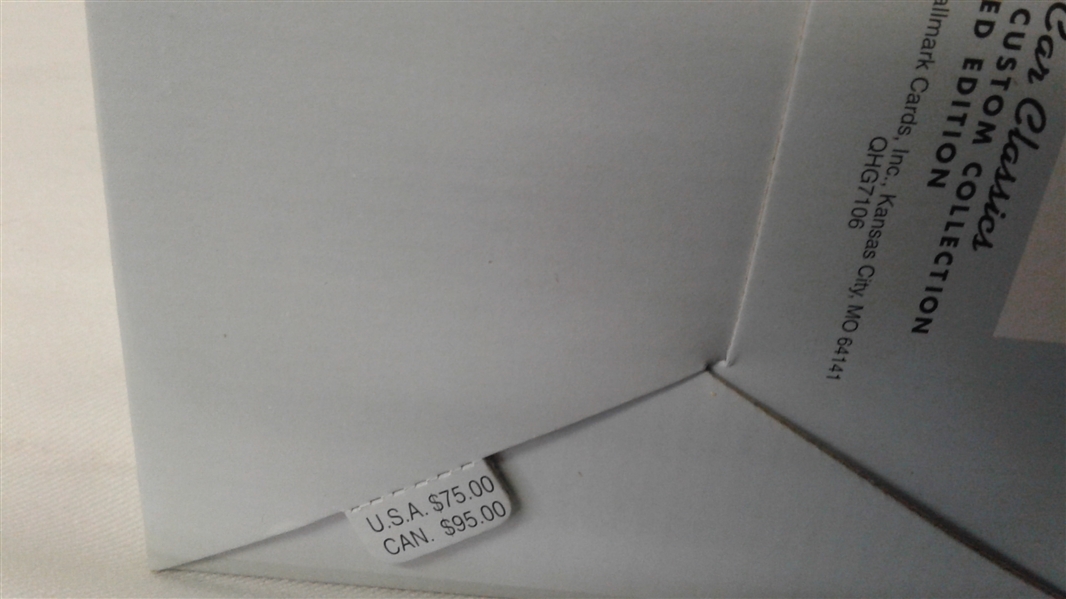 Car Classics
CUSTOM COLLECTION
ED EDITION
allmark Cards, Inc., Kansas City, MO 64141
QHG7106
U.S.A. $75.00
CAN. $95.00